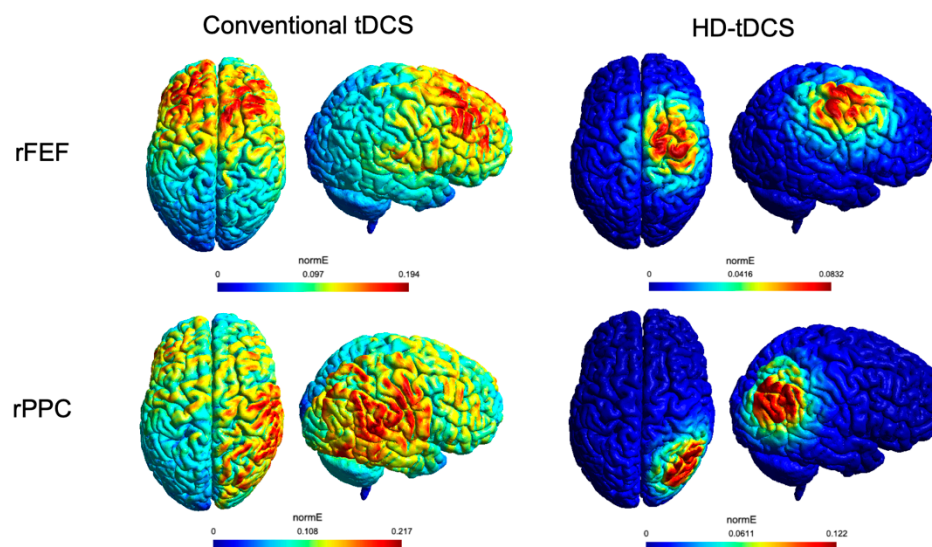 Conventional tDCS
HD-tDCS
rFEF
normE
0 0.097 0.194
normE
0 0.0416 0.0832
rPPC
normE
0 0.108 0.217
normE
0 0.0611 0.122